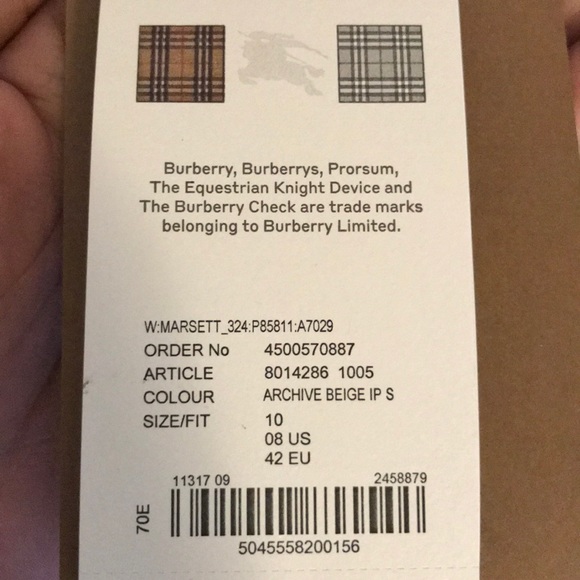 Burberry, Burberrys, Prorsum,
The Equestrian Knight Device and
The Burberry Check are trade marks
belonging to Burberry Limited.
W:MARSETT_324:P85811:A7029
ORDER No 4500570887
ARTICLE 8014286 1005
COLOUR ARCHIVE BEIGE IP S
SIZE/FIT 10
08 US
42 EU
11317 09 2458879
70E
5045558200156